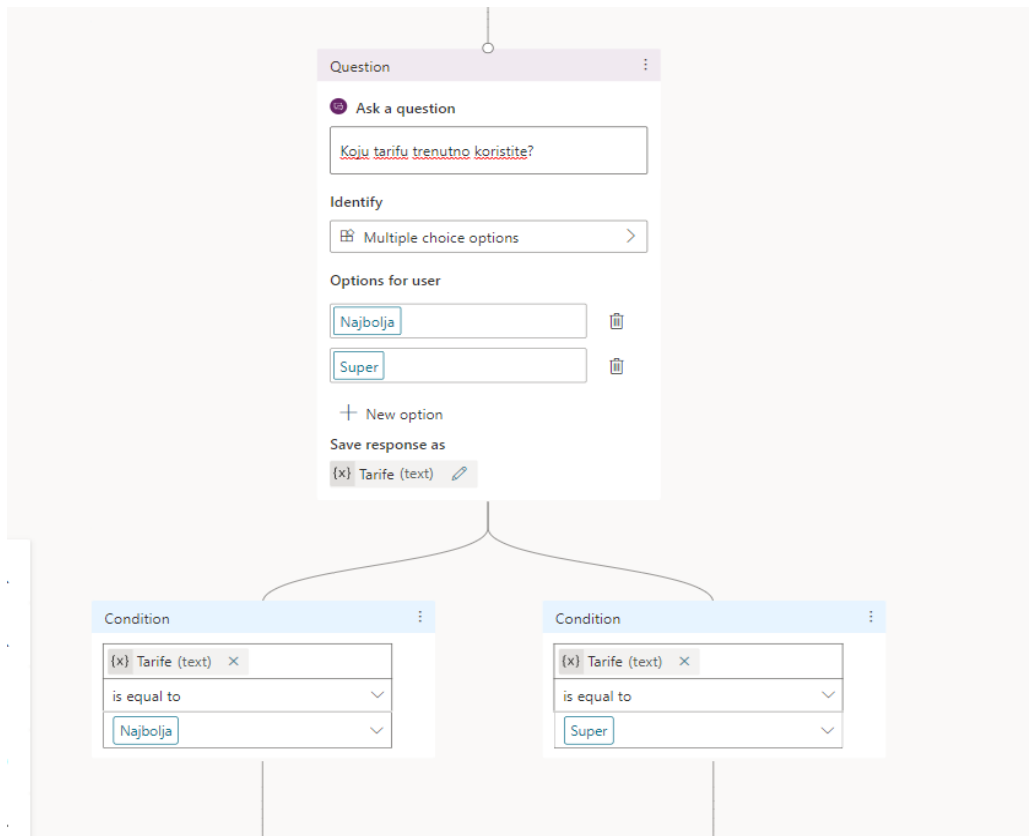 Question
Ask a question
Koju tarifu trenutno koristite?
Identify
Multiple choice options
Options for user
Najbolja
Super
New option
Save response as
{x} Tarife (text)
Condition
{x} Tarife (text)
is equal to
Najbolja
Condition
{x} Tarife (text)
is equal to
Super